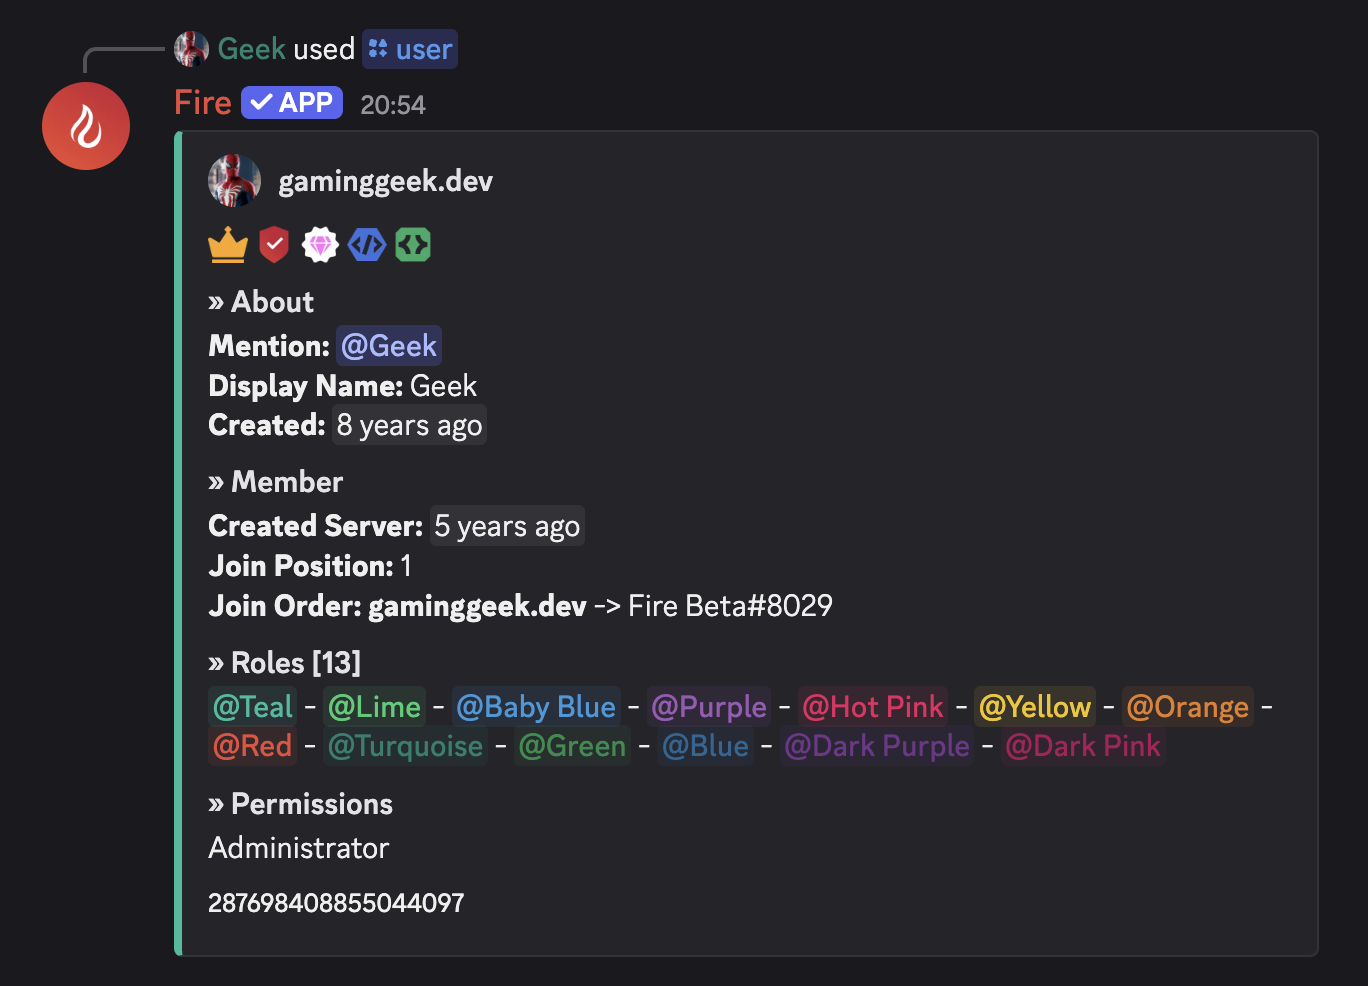 Geek used user
Fire APP 20:54
gaminggeek.dev
» About
Mention: @Geek
Display Name: Geek
Created: 8 years ago
» Member
Created Server: 5 years ago
Join Position: 1
Join Order: gaminggeek.dev -> Fire Beta#8029
» Roles [13]
@Teal - @Lime - @Baby Blue - @Purple - @Hot Pink - @Yellow - @Orange -
@Red - @Turquoise - @Green - @Blue - @Dark Purple - @Dark Pink
» Permissions
Administrator
287698408855044097